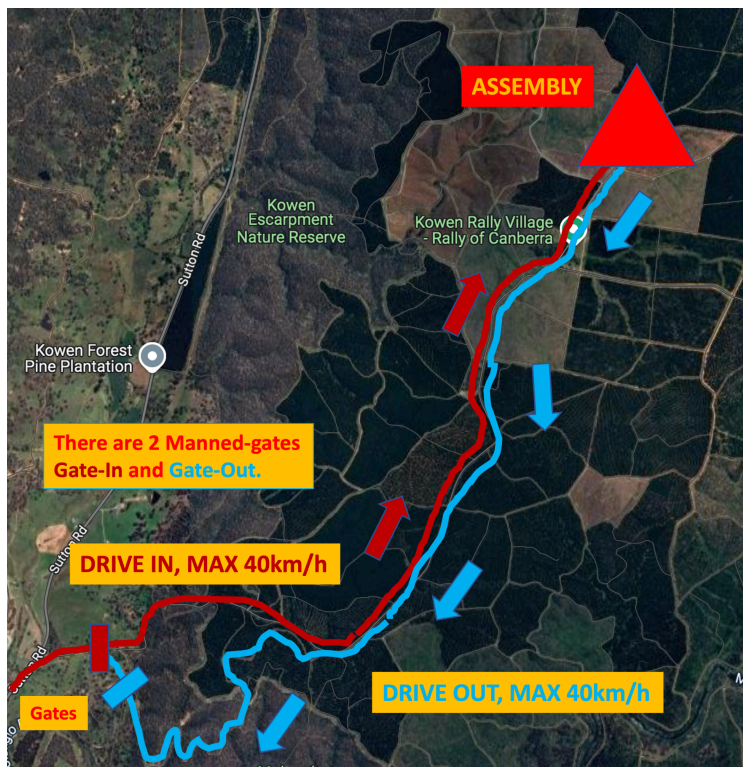 ASSEMBLY
Kowen
Escarpment
Nature Reserve
Kowen Rally Village
- Rally of Canberra
Sutton Rd
Kowen Forest
Pine Plantation
There are 2 Manned-gates
Gate-In and Gate-Out.
Sutton Rd
DRIVE IN, MAX 40km/h
Sutton Rd
Gates
DRIVE OUT, MAX 40km/h